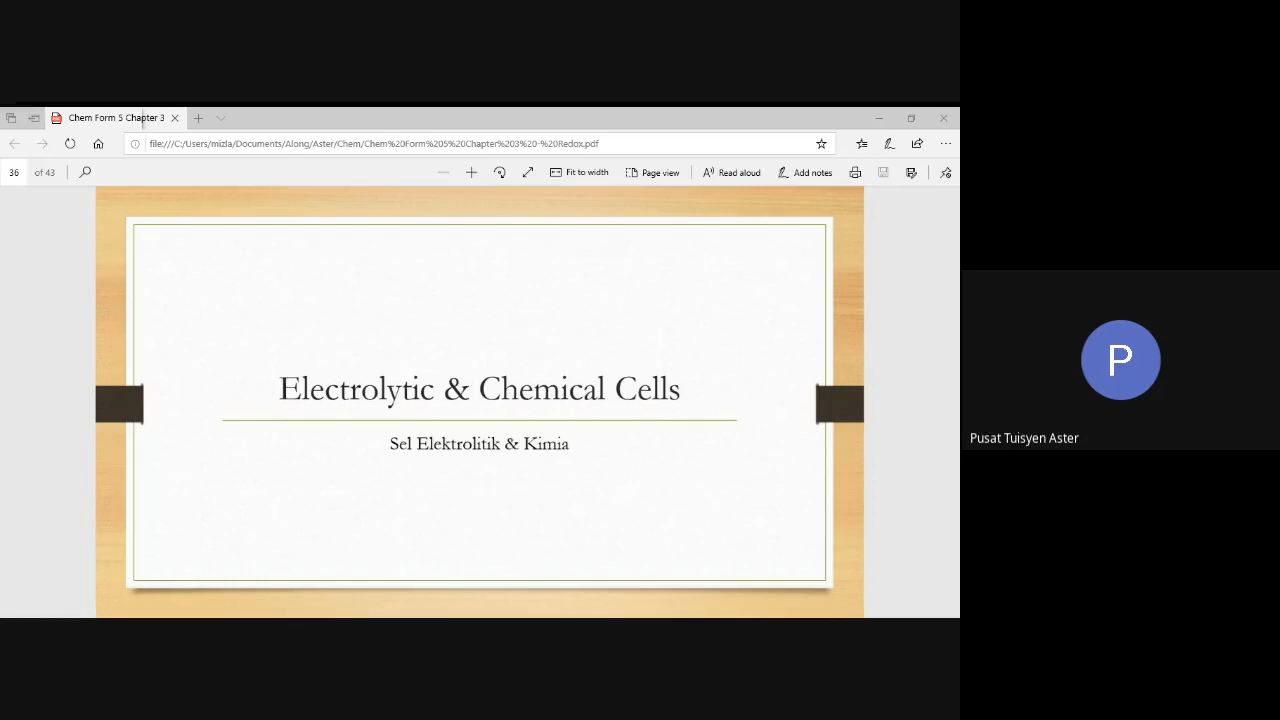 Chem Form 5 Chapter 3
file:///C:/Users/mizla/Documents/Along/Aster/Chem/Chem%20Form%205%20Chapter%203%20-%20Redox.pdf
36 of 43
Fit to width
Page view
Read aloud
Add notes
Electrolytic & Chemical Cells
Sel Elektrolitik & Kimia
P
Pusat Tuisyen Aster